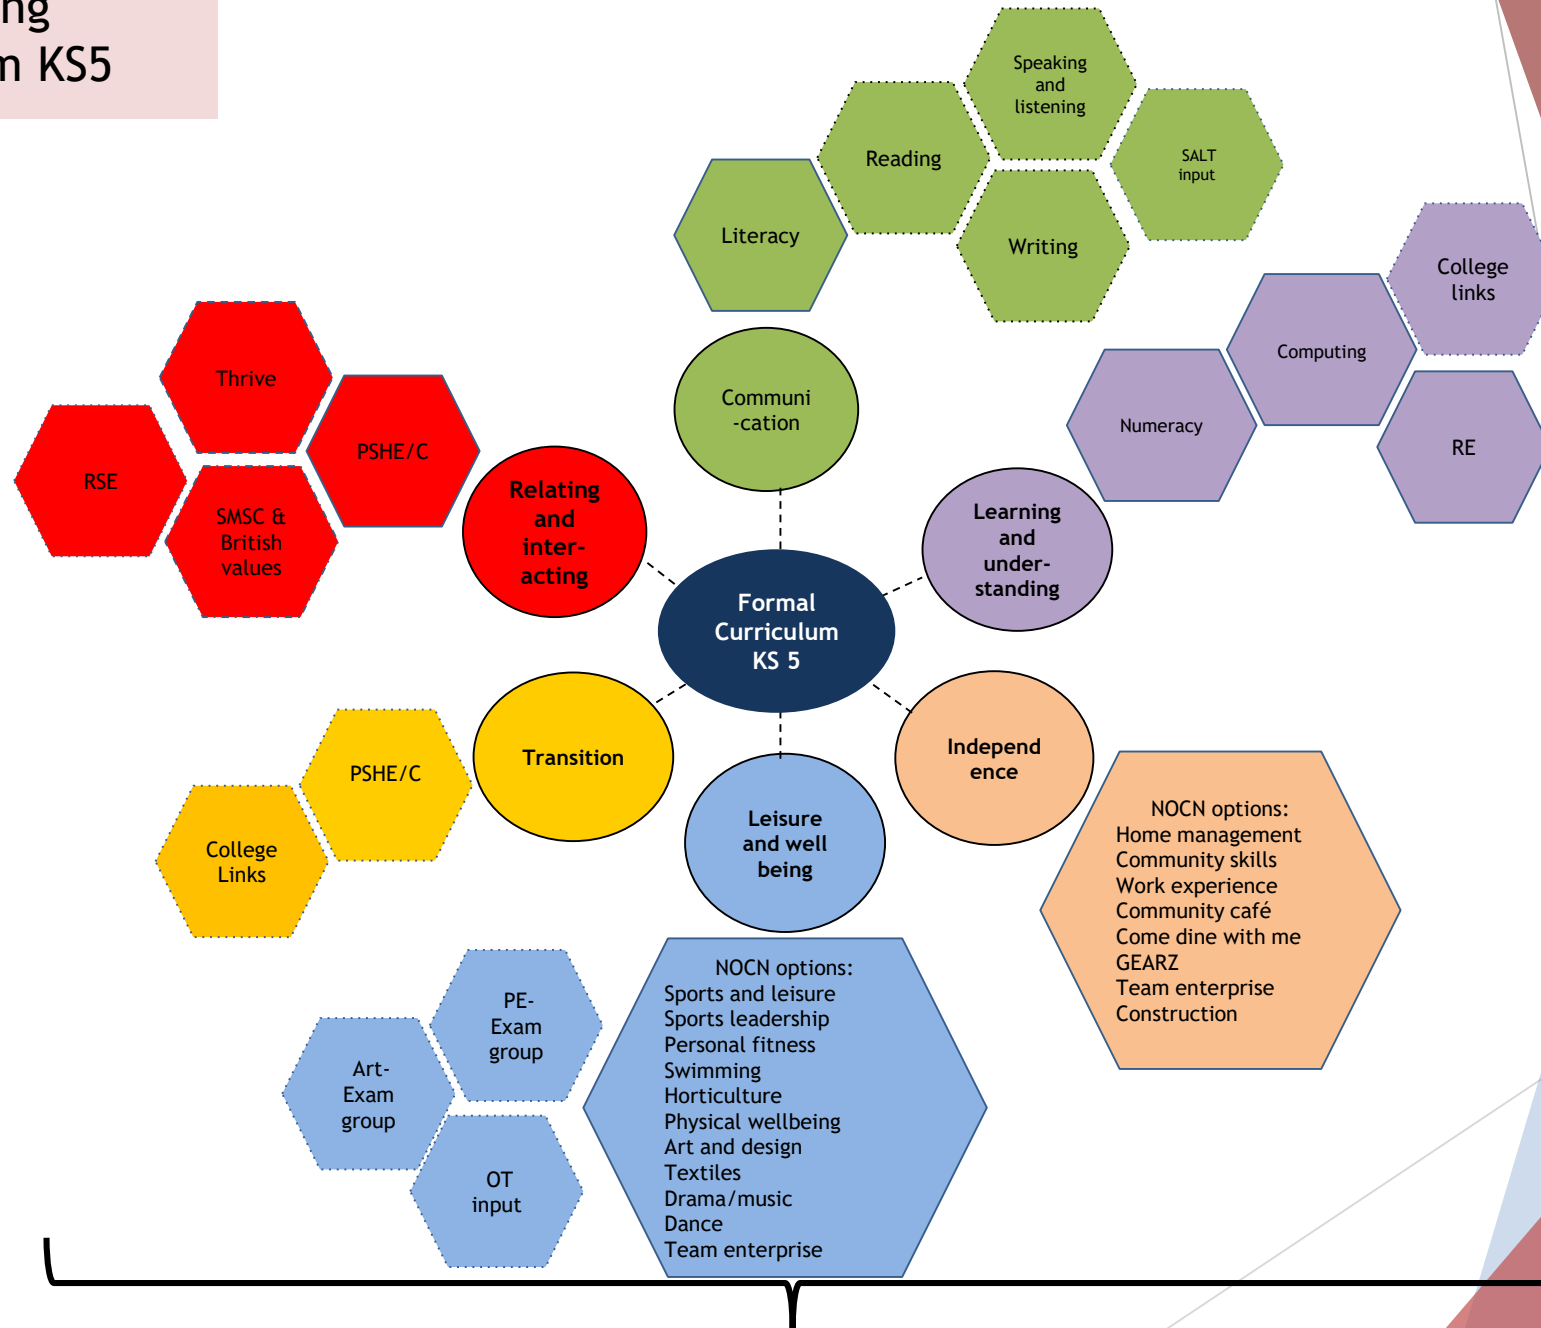 ng
m KS5
Speaking
and
listening
Reading
SALT
input
Literacy
Writing
College
links
Computing
Numeracy
RE
Thrive
PSHE/C
RSE
SMSC &
British
values
Communi
-cation
Relating
and
inter-
acting
Learning
and
under-
standing
Formal
Curriculum
KS 5
Transition
PSHE/C
College
Links
Independ
ence
Leisure
and well
being
NOCN options:
Home management
Community skills
Work experience
Community café
Come dine with me
GEARZ
Team enterprise
Construction
PE-
Exam
group
Art-
Exam
group
OT
input
NOCN options:
Sports and leisure
Sports leadership
Personal fitness
Swimming
Horticulture
Physical wellbeing
Art and design
Textiles
Drama/music
Dance
Team enterprise